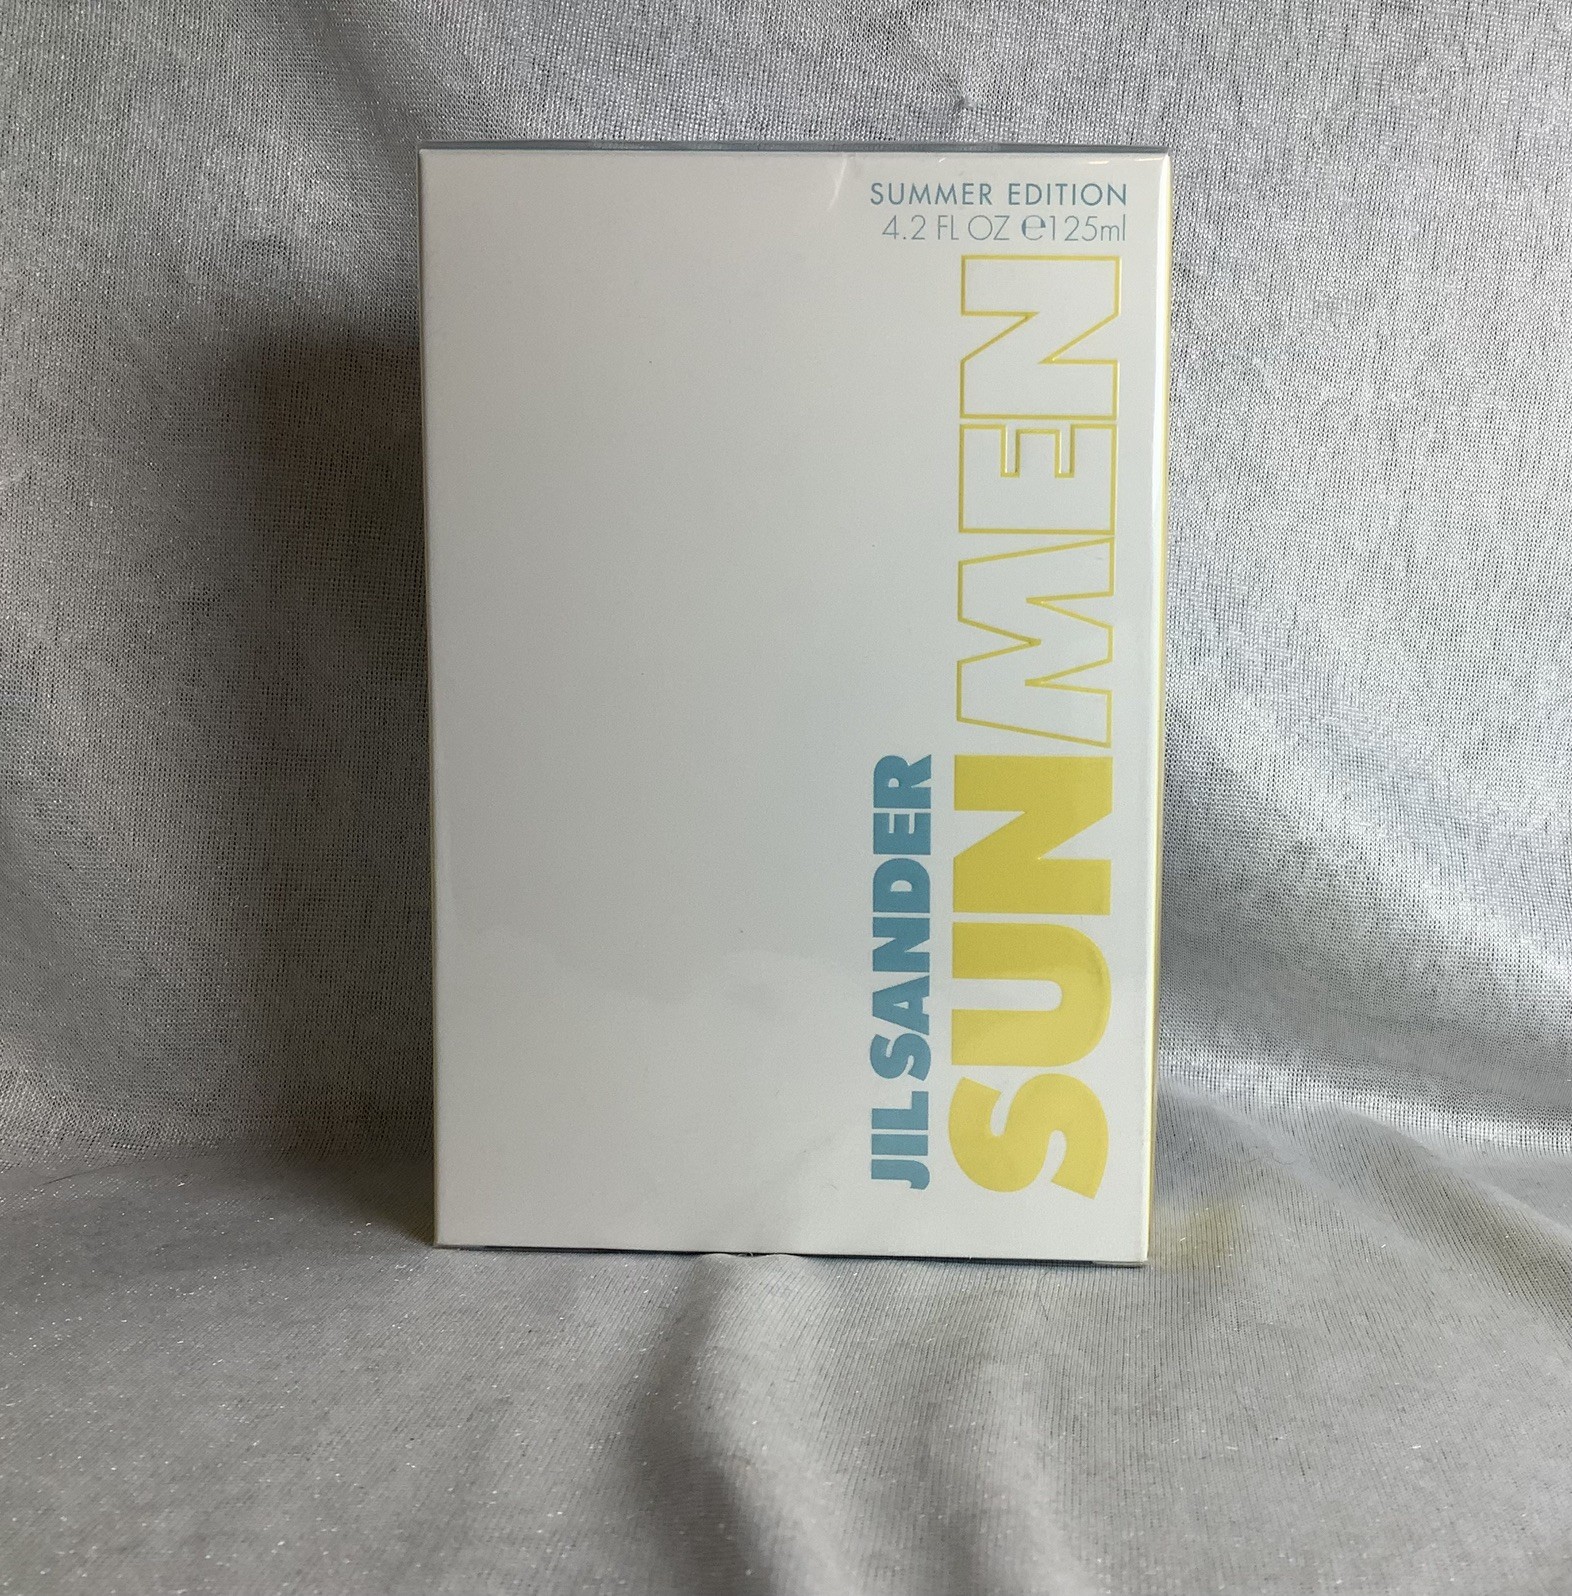 SUMMER EDITION
4.2 FL OZ ℮125ml
JIL SANDER
SUNMEN